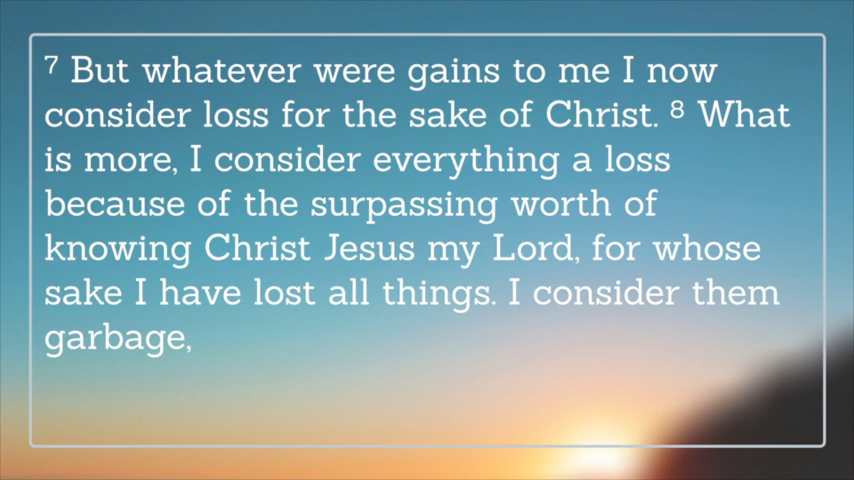 ⁷ But whatever were gains to me I now
consider loss for the sake of Christ. ⁸ What
is more, I consider everything a loss
because of the surpassing worth of
knowing Christ Jesus my Lord, for whose
sake I have lost all things. I consider them
garbage,